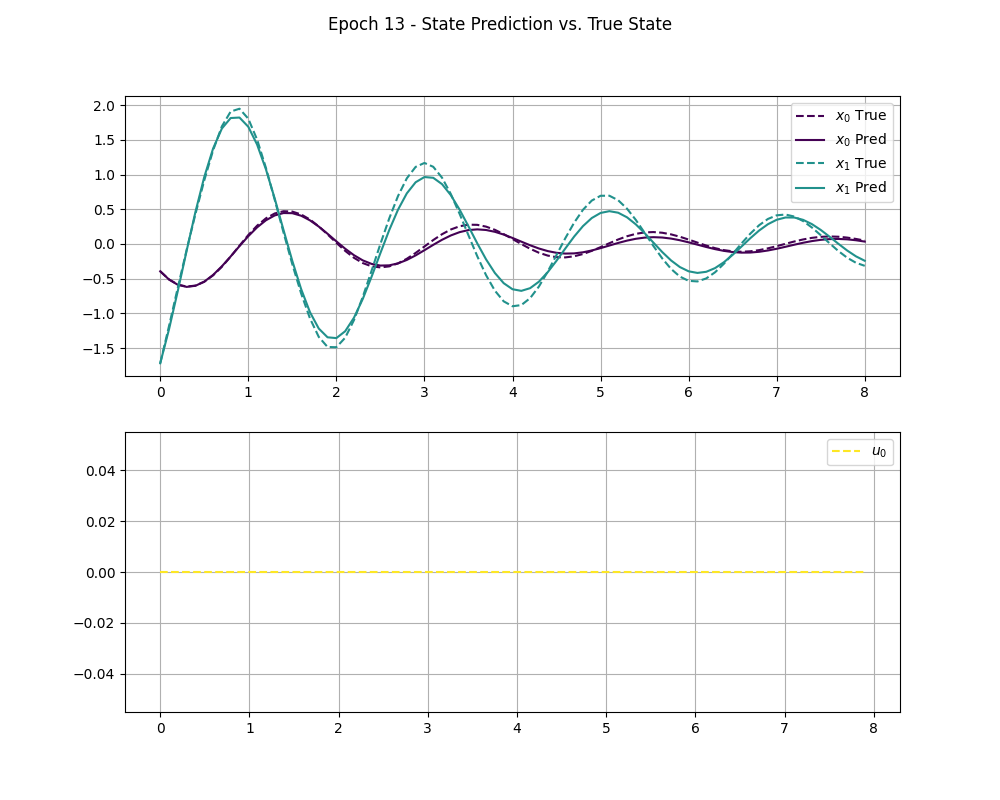 Epoch 13 - State Prediction vs. True State
2.0
1.5
1.0
0.5
0.0
−0.5
−1.0
−1.5
x₀ True
x₀ Pred
x₁ True
x₁ Pred
0 1 2 3 4 5 6 7 8
0.04
0.02
0.00
−0.02
−0.04
u₀
0 1 2 3 4 5 6 7 8